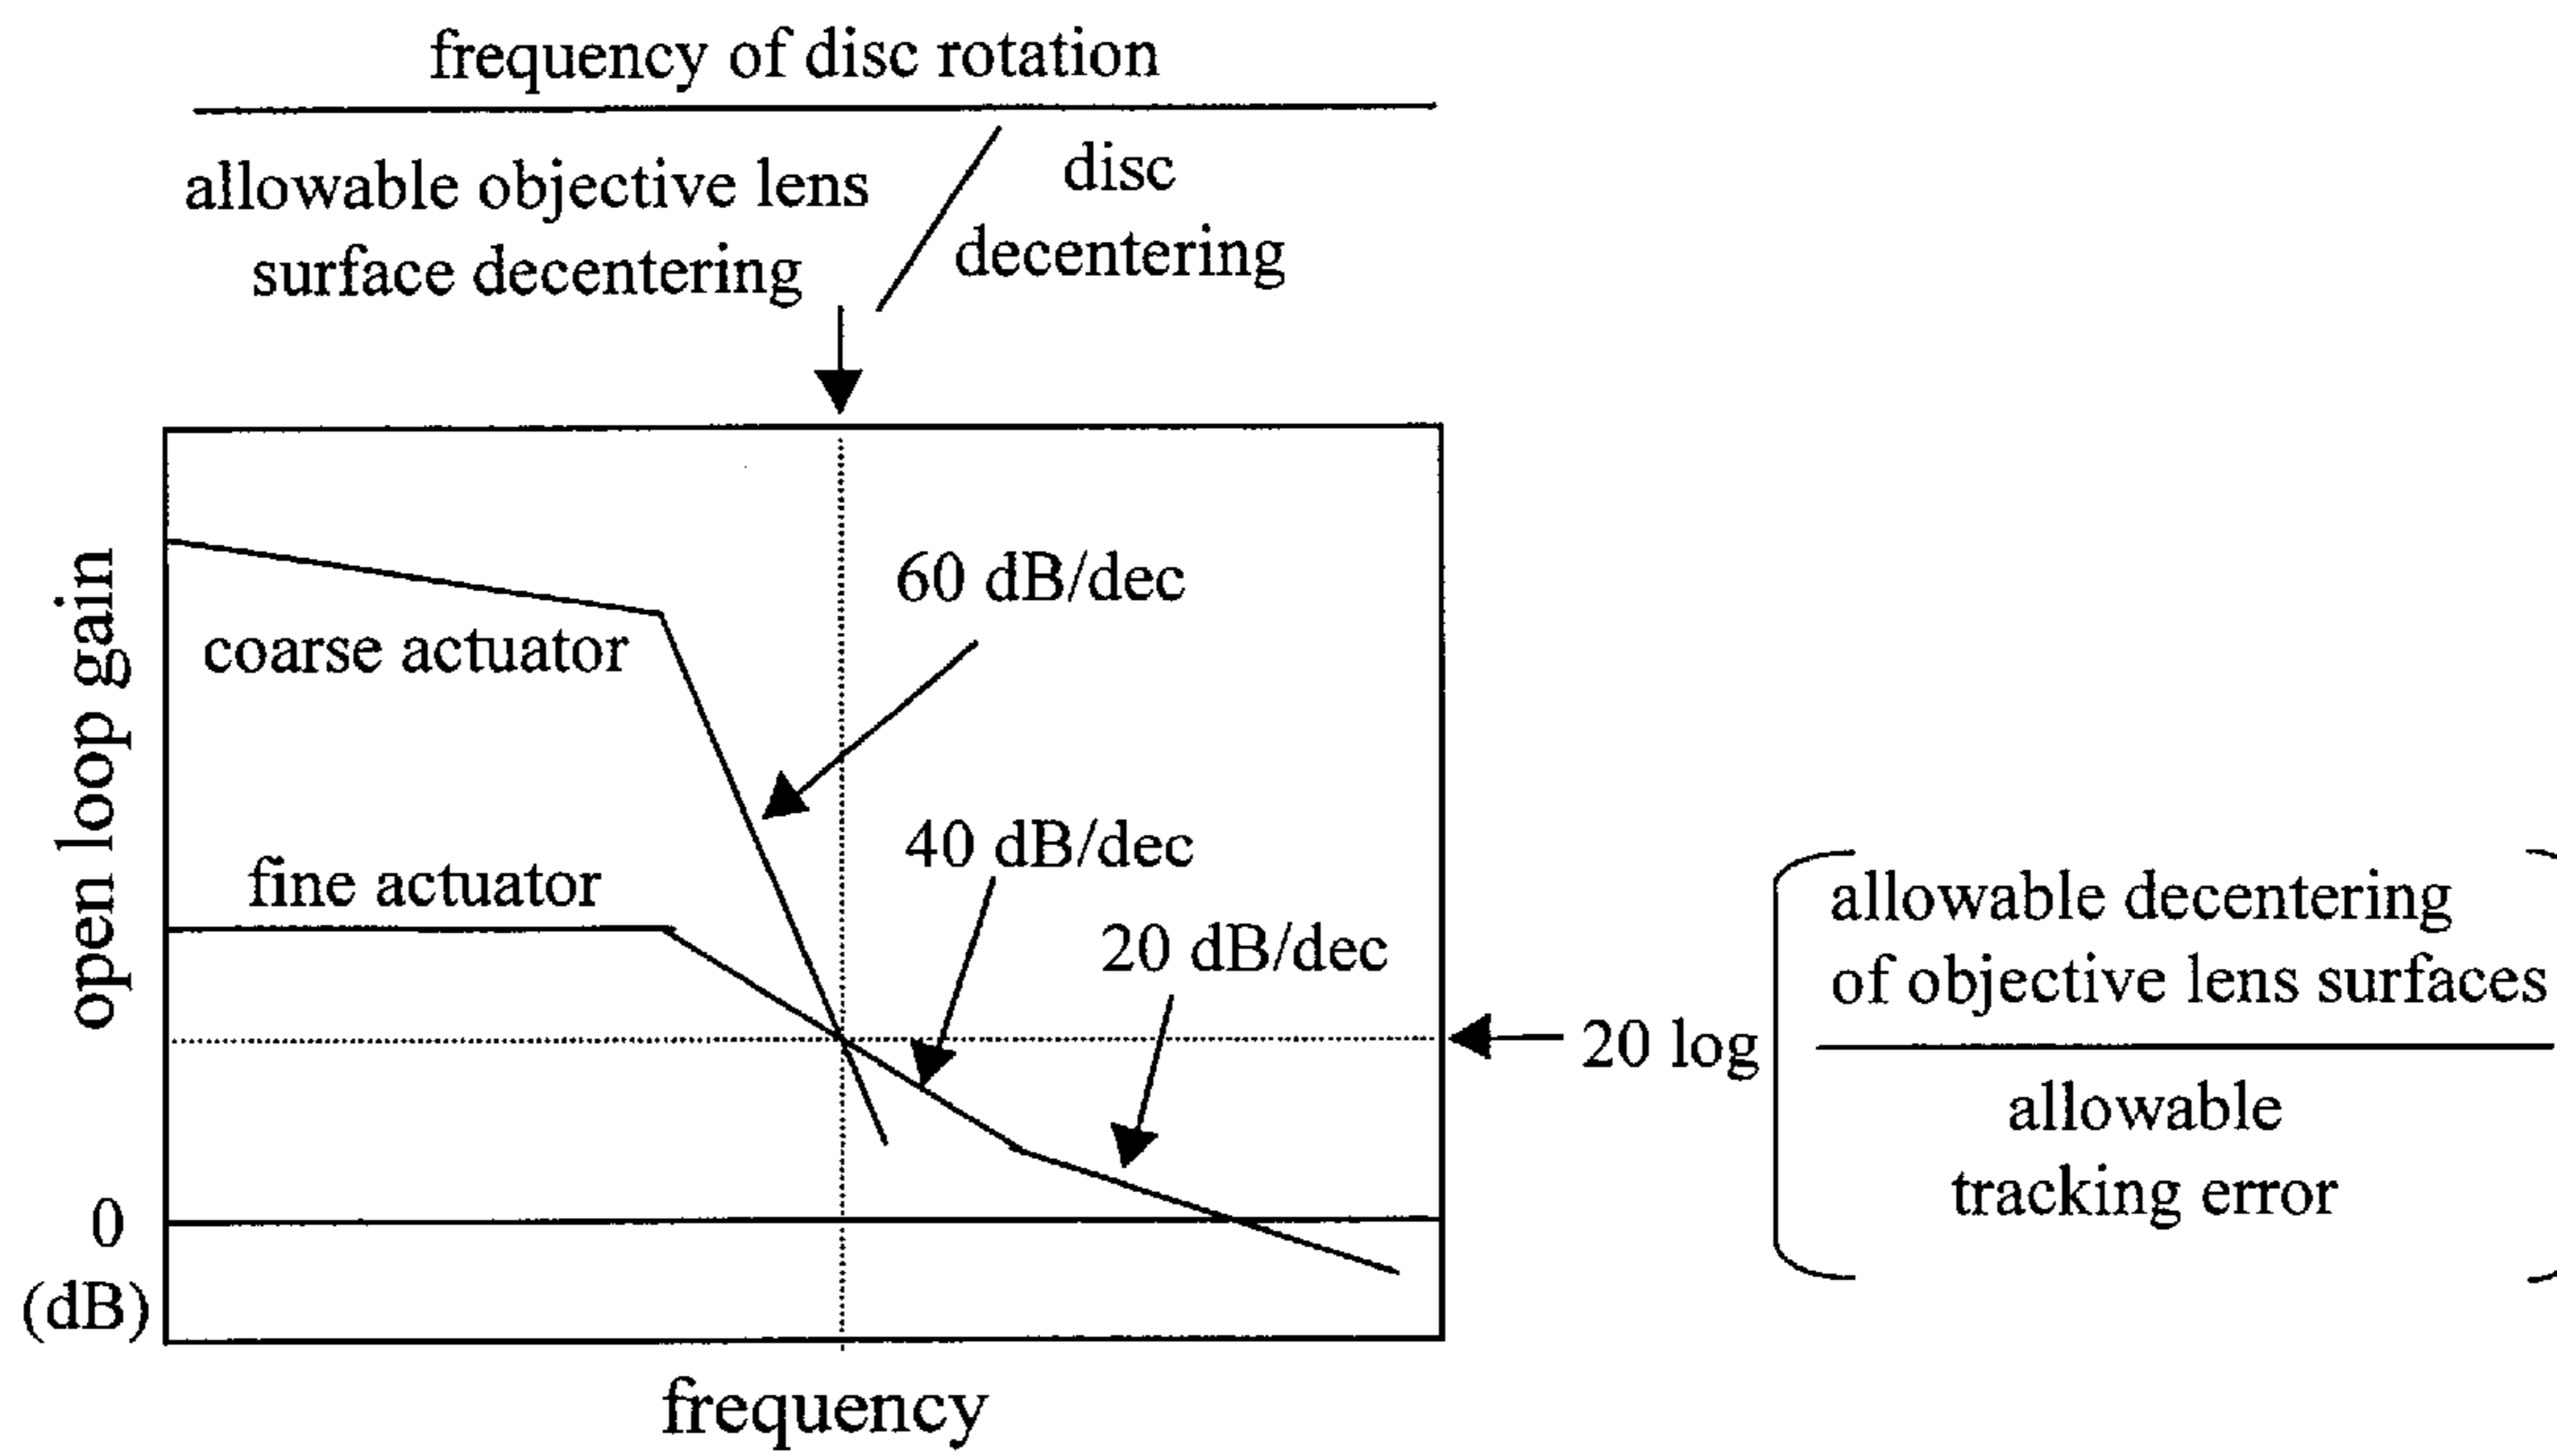 frequency of disc rotation
allowable objective lens
surface decentering
disc
decentering
open loop gain
60 dB/dec
coarse actuator
40 dB/dec
fine actuator
20 dB/dec
20 log
allowable decentering
of objective lens surfaces
allowable
tracking error
0
(dB)
frequency